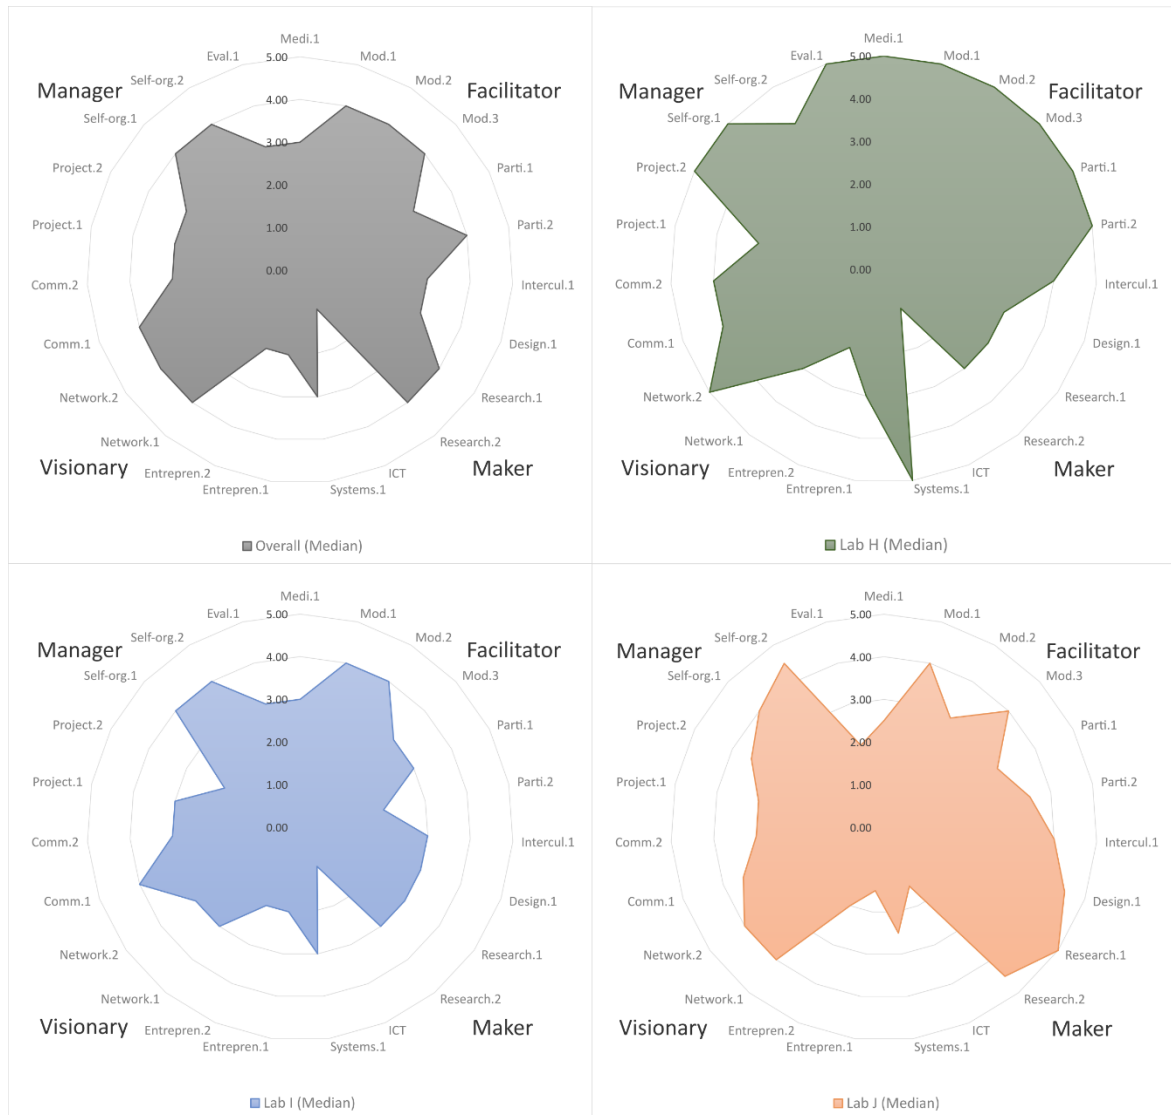 Medi.1
Eval.1
5.00
Mod.1
Self-org.2
Mod.2
Manager
4.00
Facilitator
Self-org.1
Mod.3
3.00
Project.2
Parti.1
2.00
Project.1
1.00
Parti.2
Comm.2
0.00
Intercul.1
Comm.1
Design.1
Network.2
Research.1
Network.1
Research.2
Visionary
Entrepren.2
ICT
Maker
Entrepren.1
Systems.1
Overall (Median)
Medi.1
Eval.1
5.00
Mod.1
Self-org.2
Mod.2
Manager
4.00
Facilitator
Self-org.1
Mod.3
3.00
Project.2
Parti.1
2.00
Project.1
1.00
Parti.2
Comm.2
0.00
Intercul.1
Comm.1
Design.1
Network.2
Research.1
Network.1
Research.2
Visionary
Entrepren.2
ICT
Maker
Entrepren.1
Systems.1
Lab H (Median)
Medi.1
Eval.1
5.00
Mod.1
Self-org.2
Mod.2
Manager
4.00
Facilitator
Self-org.1
Mod.3
3.00
Project.2
Parti.1
2.00
Project.1
1.00
Parti.2
Comm.2
0.00
Intercul.1
Comm.1
Design.1
Network.2
Research.1
Network.1
Research.2
Visionary
Entrepren.2
ICT
Maker
Entrepren.1
Systems.1
Lab I (Median)
Medi.1
Eval.1
5.00
Mod.1
Self-org.2
Mod.2
Manager
4.00
Facilitator
Self-org.1
Mod.3
3.00
Project.2
Parti.1
2.00
Project.1
1.00
Parti.2
Comm.2
0.00
Intercul.1
Comm.1
Design.1
Network.2
Research.1
Network.1
Research.2
Visionary
Entrepren.2
ICT
Maker
Entrepren.1
Systems.1
Lab J (Median)